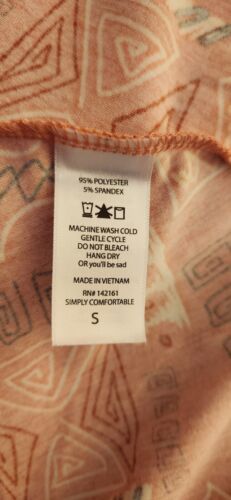 95% POLYESTER
5% SPANDEX
MACHINE WASH COLD
GENTLE CYCLE
DO NOT BLEACH
HANG DRY
OR you'll be sad
MADE IN VIETNAM
RN# 142161
SIMPLY COMFORTABLE
S